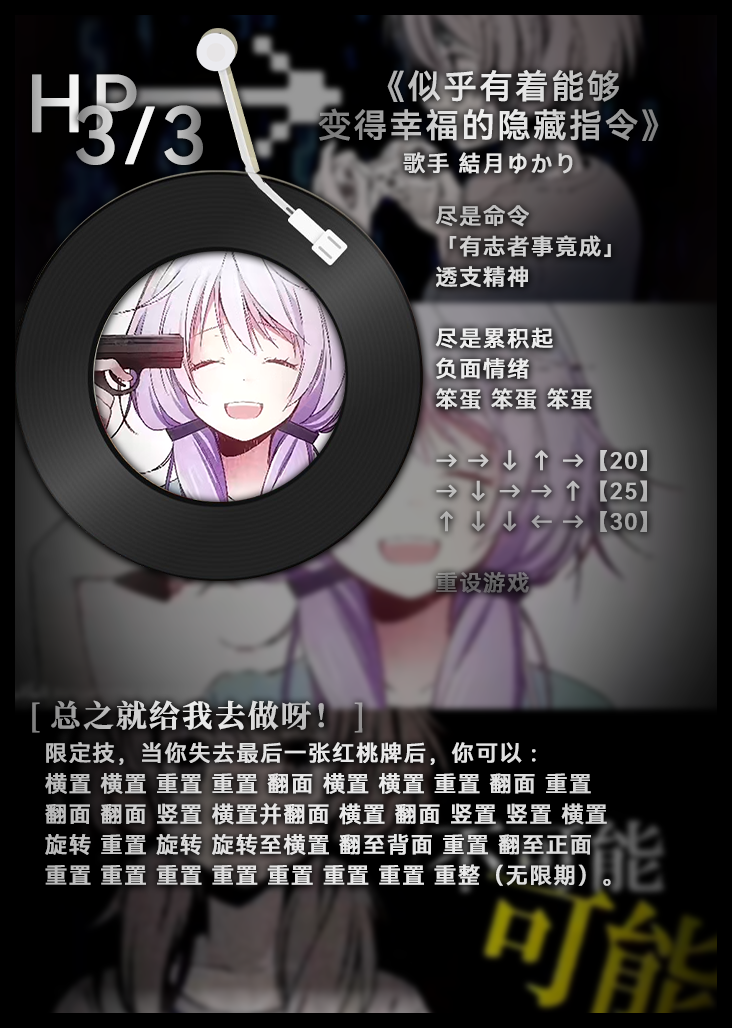 HP
3/3
《似乎有着能够
变得幸福的隐藏指令》
歌手 結月ゆかり
尽是命令
「有志者事竟成」
透支精神
尽是累积起
负面情绪
笨蛋 笨蛋 笨蛋
→ → ↓ ↑ →【20】
→ ↓ → → ↑【25】
↑ ↓ ↓ ← →【30】
重设游戏
[ 总之就给我去做呀！ ]
限定技，当你失去最后一张红桃牌后，你可以：
横置 横置 重置 重置 翻面 横置 横置 重置 翻面 重置
翻面 翻面 竖置 横置并翻面 横置 翻面 竖置 竖置 横置
旋转 重置 旋转 旋转至横置 翻至背面 重置 翻至正面
重置 重置 重置 重置 重置 重置 重置 重整（无限期）。
能
可能